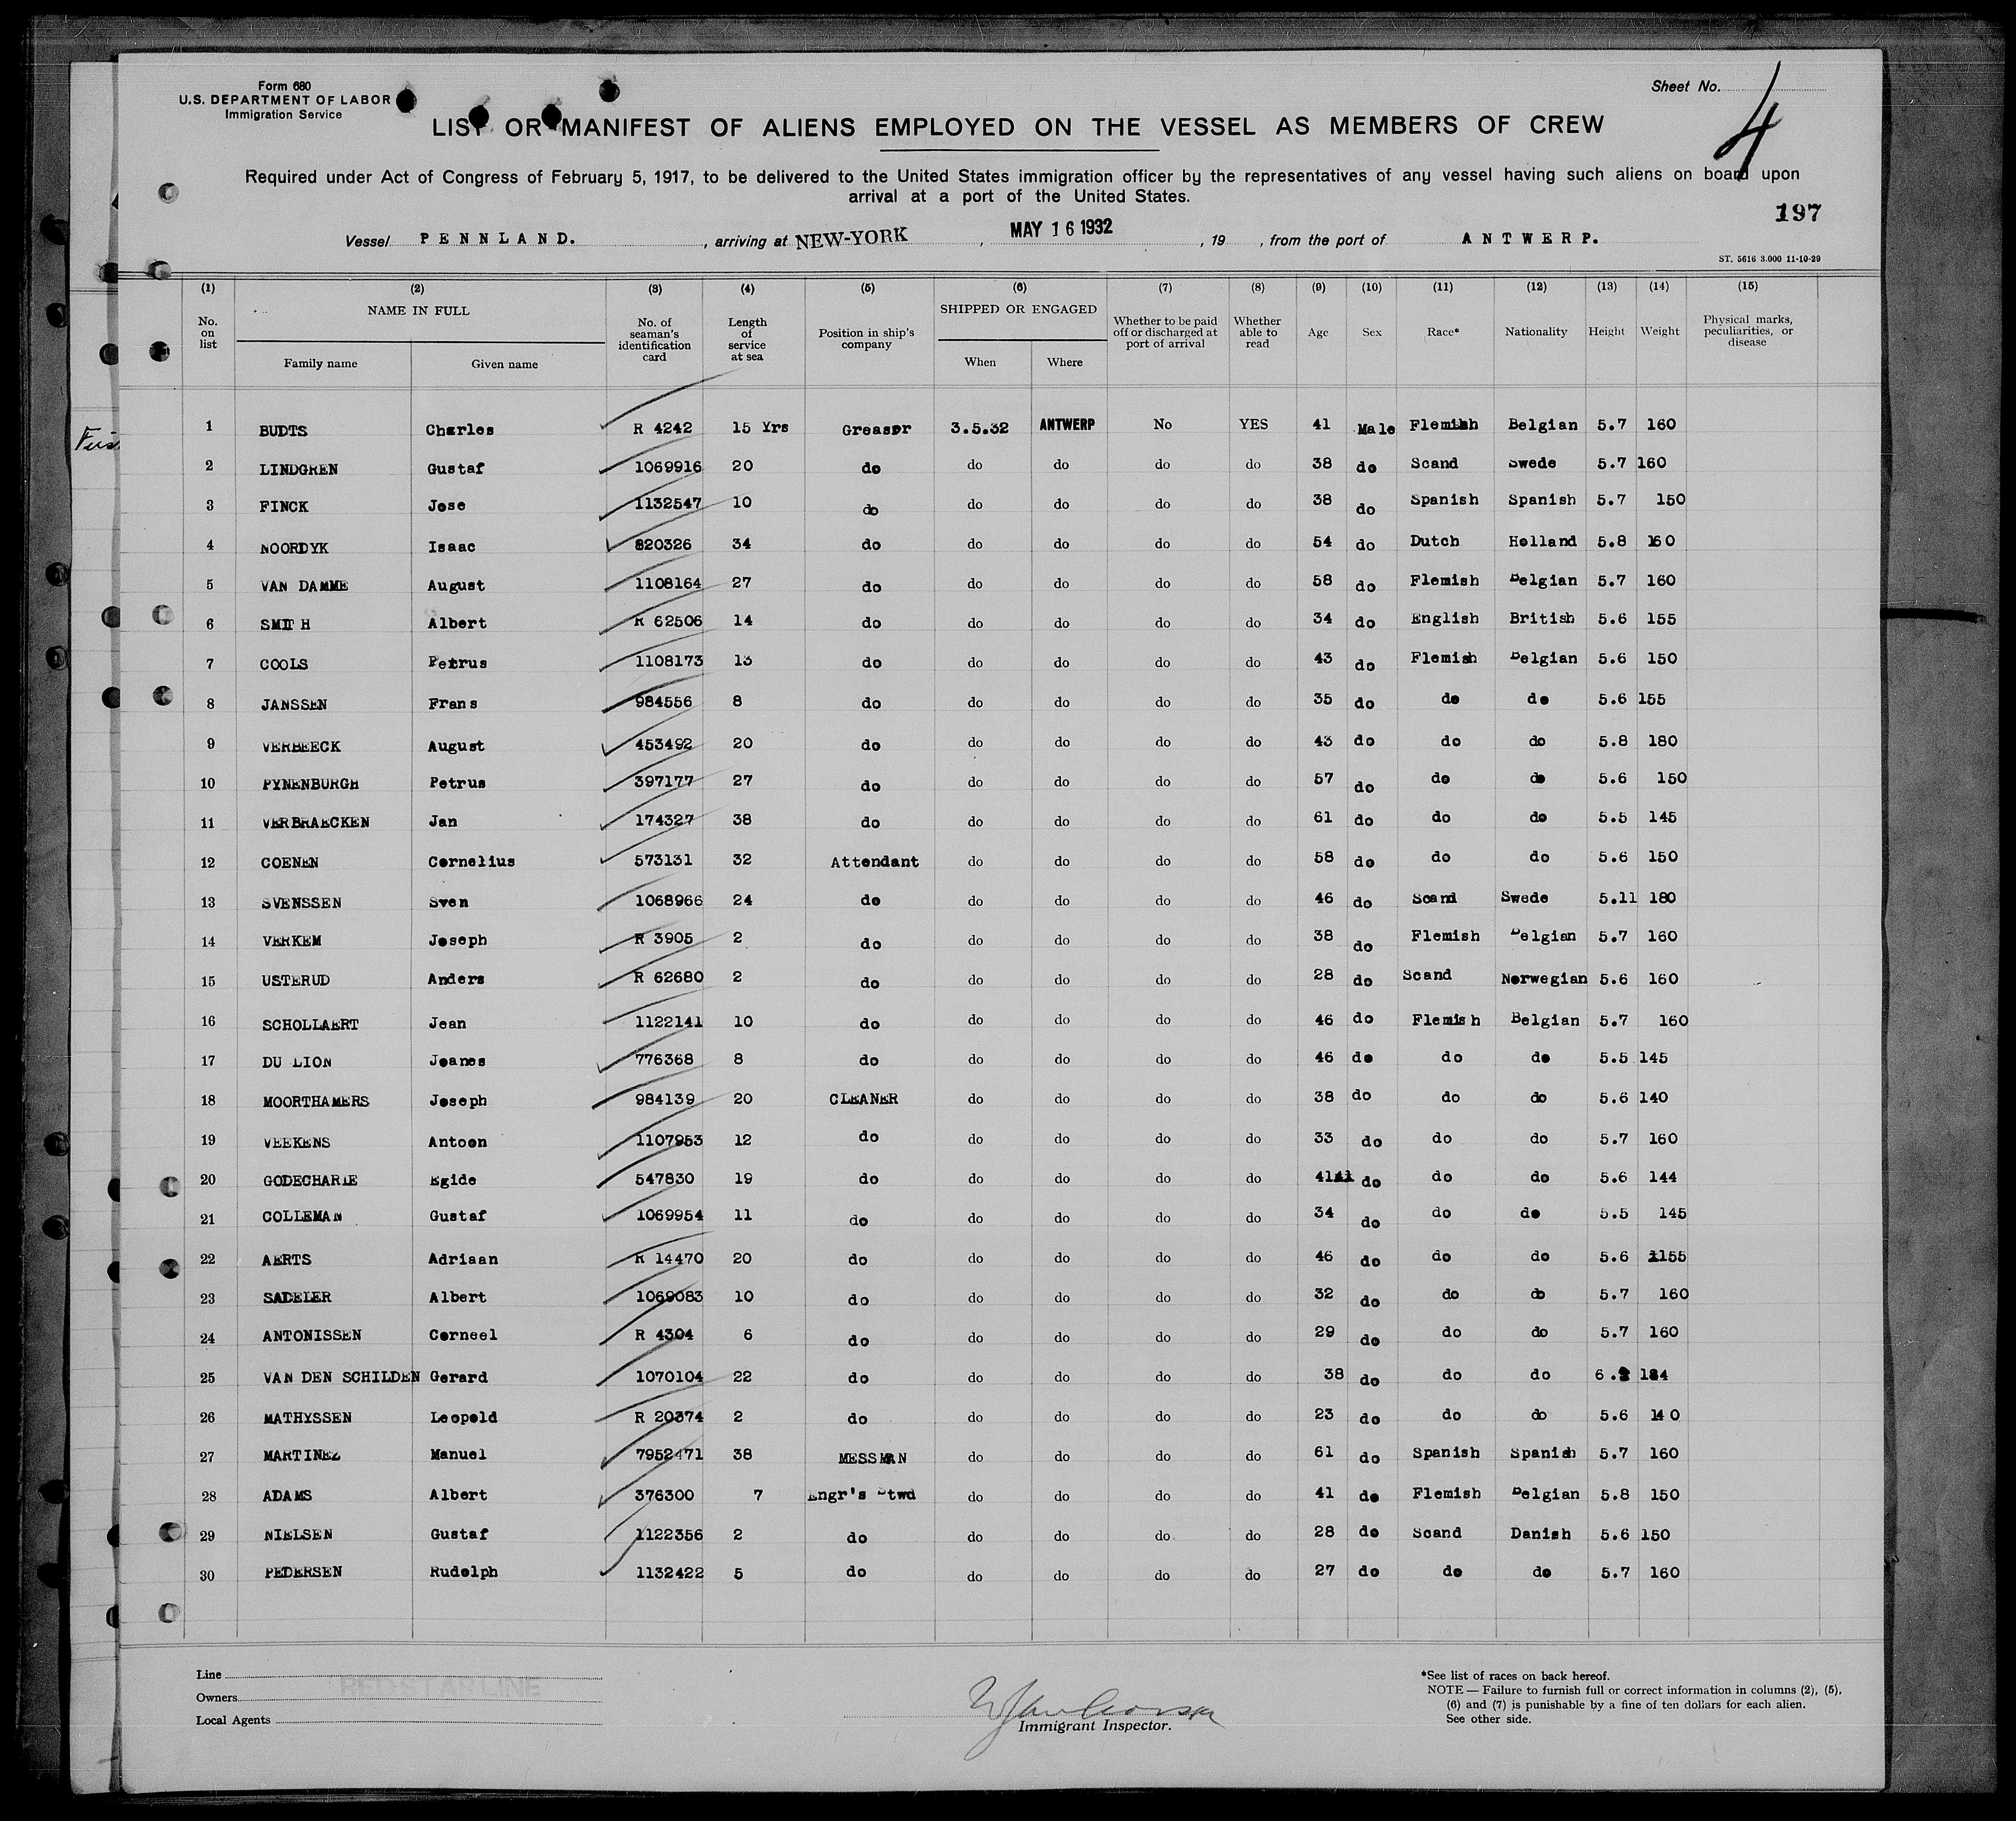 Form 680
U.S. DEPARTMENT OF LABOR
Immigration Service
Sheet No. 4
LIST OR MANIFEST OF ALIENS EMPLOYED ON THE VESSEL AS MEMBERS OF CREW
Required under Act of Congress of February 5, 1917, to be delivered to the United States immigration officer by the representatives of any vessel having such aliens on board upon
arrival at a port of the United States.
197
Vessel PENNLAND. , arriving at NEW-YORK , MAY 16 1932 , 19 , from the port of ANTWERP.
ST. 5616 3.000 11-10-29
(1) (2) (3) (4) (5) (6) (7) (8) (9) (10) (11) (12) (13) (14) (15)
No. on list NAME IN FULL Family name Given name No. of seaman's identification card Length of service at sea Position in ship's company SHIPPED OR ENGAGED When Where Whether to be paid off or discharged at port of arrival Whether able to read Age Sex Race* Nationality Height Weight Physical marks, peculiarities, or disease
1 BUDTS Charles R 4242 15 Yrs Greaser 3.5.32 ANTWERP No YES 41 Male Flemish Belgian 5.7 160
2 LINDGREN Gustaf 1069916 20 do do do do do 38 do Scand Swede 5.7 160
3 FINCK Jose 1132547 10 do do do do do 38 do Spanish Spanish 5.7 150
4 NOORDYK Isaac 820326 34 do do do do do 54 do Dutch Holland 5.8 160
5 VAN DAMME August 1108164 27 do do do do do 58 do Flemish Belgian 5.7 160
6 SMITH Albert R 62506 14 do do do do do 34 do English British 5.6 155
7 COOLS Petrus 1108173 13 do do do do do 43 do Flemish Belgian 5.6 150
8 JANSSEN Frans 984556 8 do do do do do 35 do do do 5.6 155
9 VERBEECK August 453492 20 do do do do do 43 do do do 5.8 180
10 PYNENBURGH Petrus 397177 27 do do do do do 57 do do do 5.6 150
11 VERBRAECKEN Jan 174327 38 do do do do do 61 do do do 5.5 145
12 COENEN Cornelius 573131 32 Attendant do do do do 58 do do do 5.6 150
13 SVENSSEN Sven 1068966 24 do do do do do 46 do Scand Swede 5.11 180
14 VERKEM Joseph R 3905 2 do do do do do 38 do Flemish Belgian 5.7 160
15 USTERUD Anders R 62680 2 do do do do do 28 do Scand Norwegian 5.6 160
16 SCHOLLAERT Jean 1122141 10 do do do do do 46 do Flemish Belgian 5.7 160
17 DU LION Joanes 776368 8 do do do do do 46 do do do 5.5 145
18 MOORTHAMERS Joseph 984139 20 CLEANER do do do do 38 do do do 5.6 140
19 VEEKENS Antoon 1107953 12 do do do do do 33 do do do 5.7 160
20 GODECHARLE Egide 547830 19 do do do do do 41 do do do 5.6 144
21 COLLEMAN Gustaf 1069954 11 do do do do do 34 do do do 5.5 145
22 AERTS Adriaan R 14470 20 do do do do do 46 do do do 5.6 155
23 SADELER Albert 1069083 10 do do do do do 32 do do do 5.7 160
24 ANTONISSEN Corneel R 4304 6 do do do do do 29 do do do 5.7 160
25 VAN DEN SCHILDEN Gerard 1070104 22 do do do do do 38 do do do 184
26 MATHYSSEN Leopold R 20374 2 do do do do do 23 do do do 5.6 140
27 MARTINEZ Manuel 7952471 38 MESSMAN do do do do 61 do Spanish Spanish 5.7 160
28 ADAMS Albert 376300 7 Engr's Stwd do do do do 41 do Flemish Belgian 5.8 150
29 NIELSEN Gustaf 1122356 2 do do do do do 28 do Scand Danish 5.6 150
30 PEDERSEN Rudolph 1132422 5 do do do do do 27 do do do 5.7 160
Line
Owners RED STAR LINE
Local Agents
Immigrant Inspector.
*See list of races on back hereof.
NOTE — Failure to furnish full or correct information in columns (2), (5),
(6) and (7) is punishable by a fine of ten dollars for each alien.
See other side.